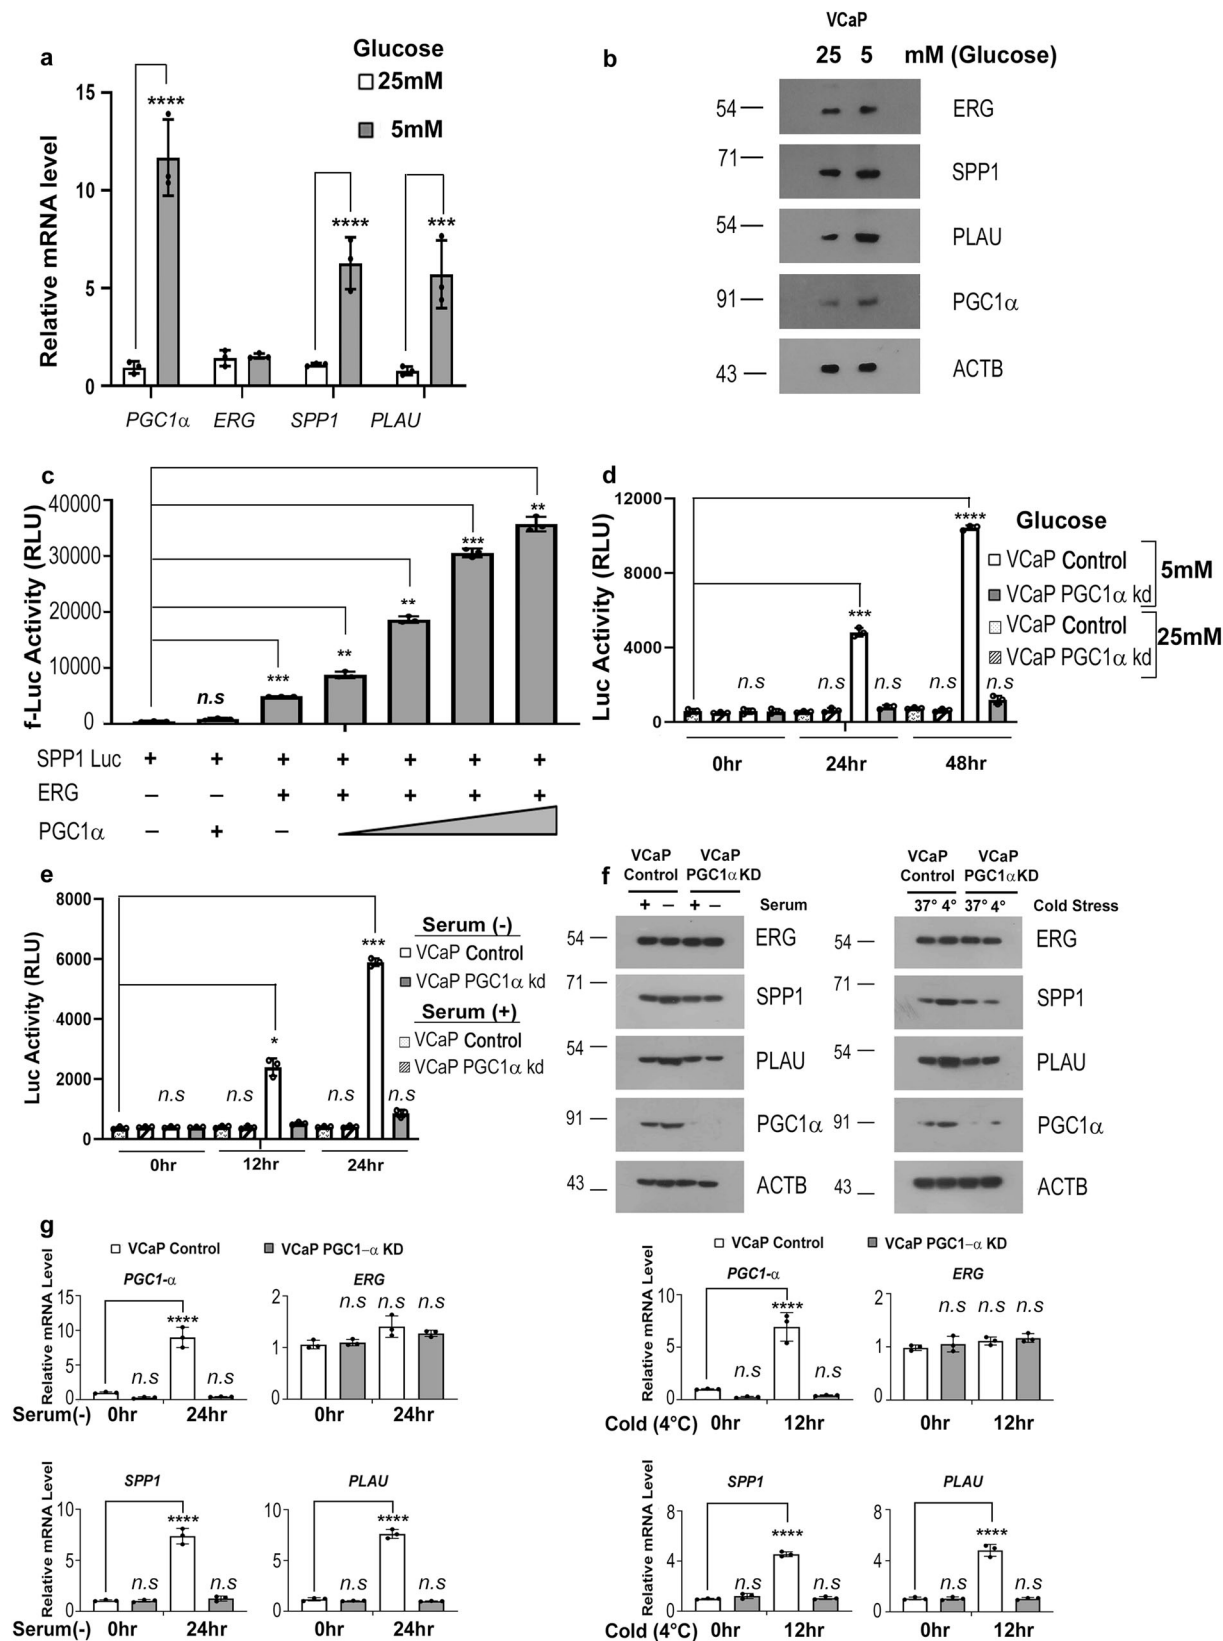 a
Glucose
25mM
5mM
Relative mRNA level
15
10
5
0
****
****
***
PGC1α ERG SPP1 PLAU
b
VCaP
25 5 mM (Glucose)
54 ERG
71 SPP1
54 PLAU
91 PGC1α
43 ACTB
c
f-Luc Activity (RLU)
40000
30000
20000
10000
0
n.s
***
**
**
***
**
SPP1 Luc + + + + + + +
ERG − − + + + + +
PGC1α − + −
d
Luc Activity (RLU)
12000
8000
4000
0
n.s
n.s
***
n.s
n.s
****
n.s
0hr 24hr 48hr
Glucose
VCaP Control
VCaP PGC1α kd
5mM
VCaP Control
VCaP PGC1α kd
25mM
e
Luc Activity (RLU)
8000
6000
4000
2000
0
n.s
n.s
*
n.s
***
n.s
0hr 12hr 24hr
Serum (-)
VCaP Control
VCaP PGC1α kd
Serum (+)
VCaP Control
VCaP PGC1α kd
f
VCaP Control VCaP PGC1αKD
+ − + − Serum
54 ERG
71 SPP1
54 PLAU
91 PGC1α
43 ACTB
VCaP Control VCaP PGC1αKD
37° 4° 37° 4° Cold Stress
54 ERG
71 SPP1
54 PLAU
91 PGC1α
43 ACTB
g
VCaP Control VCaP PGC1−α KD
PGC1-α
Relative mRNA Level
15
10
5
0
n.s
****
n.s
Serum(-) 0hr 24hr
ERG
2
1
0
n.s n.s n.s
0hr 24hr
SPP1
Relative mRNA Level
10
5
0
n.s
****
n.s
Serum(-) 0hr 24hr
PLAU
10
5
0
n.s
****
n.s
0hr 24hr
VCaP Control VCaP PGC1−α KD
PGC1-α
Relative mRNA Level
10
5
0
n.s
****
n.s
Cold (4°C) 0hr 12hr
ERG
2
1
0
n.s n.s n.s
0hr 12hr
SPP1
Relative mRNA Level
8
4
0
n.s
****
n.s
Cold (4°C) 0hr 12hr
PLAU
8
4
0
n.s
****
n.s
0hr 12hr